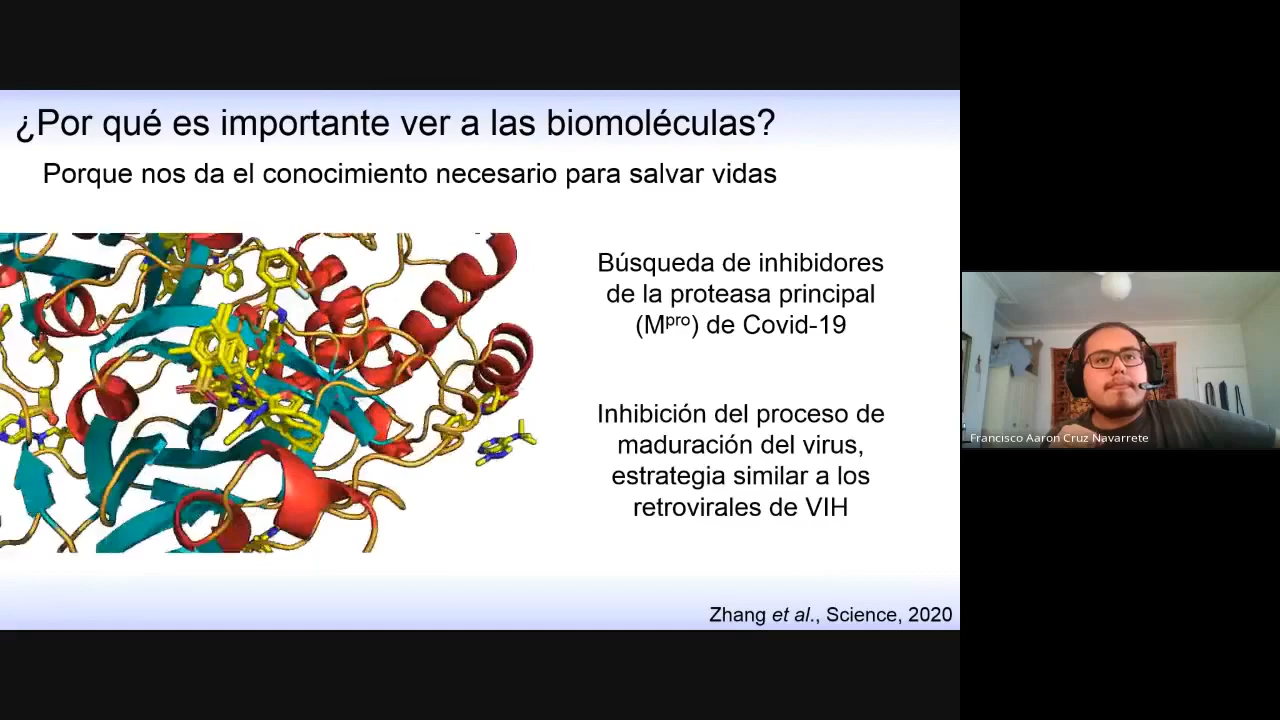 ¿Por qué es importante ver a las biomoléculas?
Porque nos da el conocimiento necesario para salvar vidas
Búsqueda de inhibidores
de la proteasa principal
(Mᵖʳᵒ) de Covid-19
Inhibición del proceso de
maduración del virus,
estrategia similar a los
retrovirales de VIH
Zhang et al., Science, 2020
Francisco Aaron Cruz Navarrete